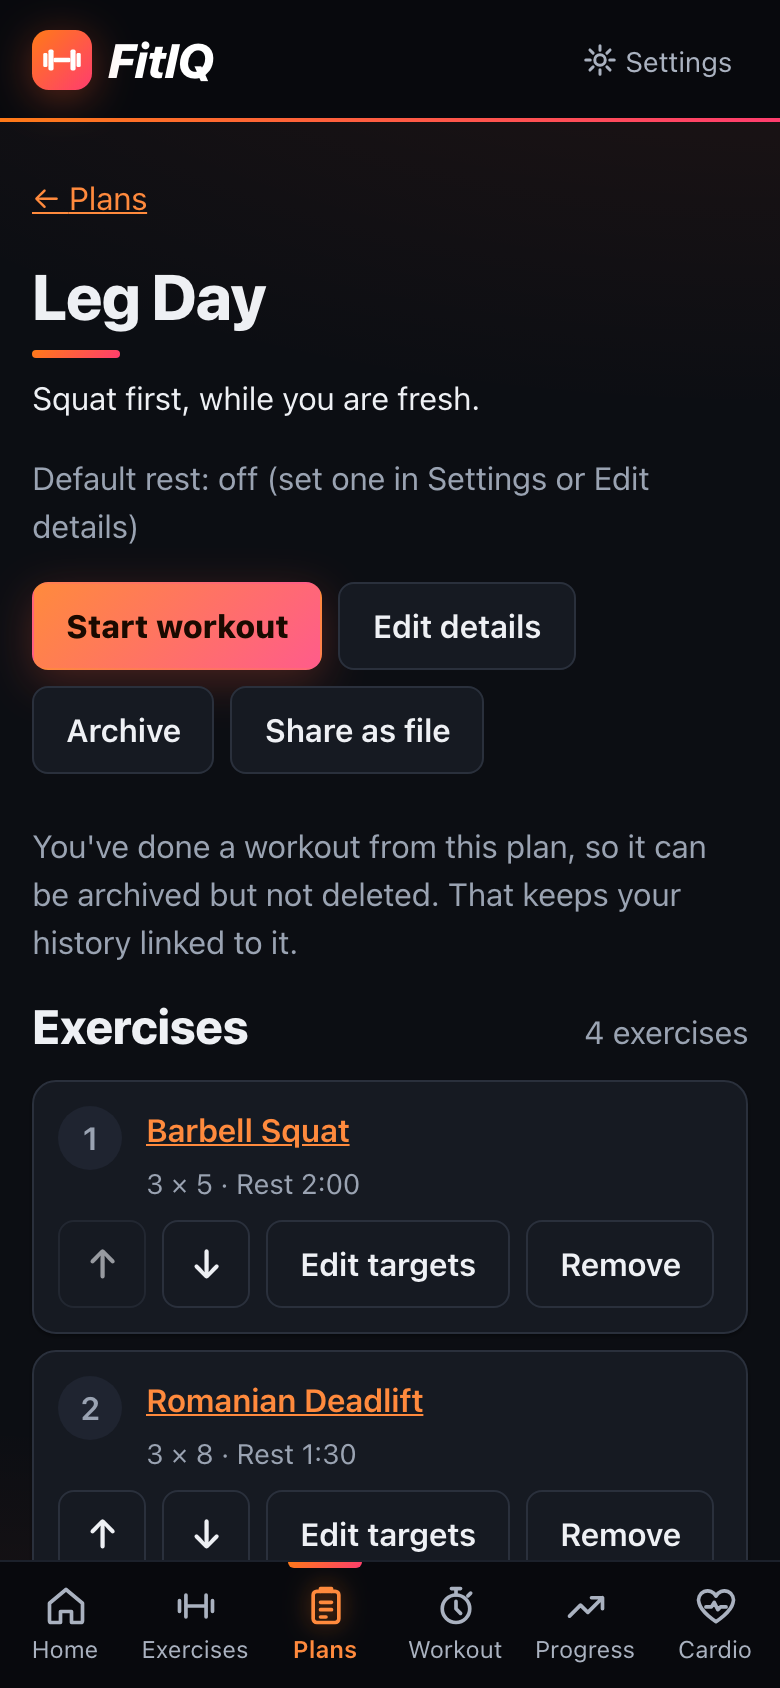 FitIQ
Settings
← Plans
Leg Day
Squat first, while you are fresh.
Default rest: off (set one in Settings or Edit
details)
Start workout
Edit details
Archive
Share as file
You've done a workout from this plan, so it can
be archived but not deleted. That keeps your
history linked to it.
Exercises
4 exercises
1
Barbell Squat
3 × 5 · Rest 2:00
↑
↓
Edit targets
Remove
2
Romanian Deadlift
3 × 8 · Rest 1:30
↑
↓
Edit targets
Remove
Home
Exercises
Plans
Workout
Progress
Cardio